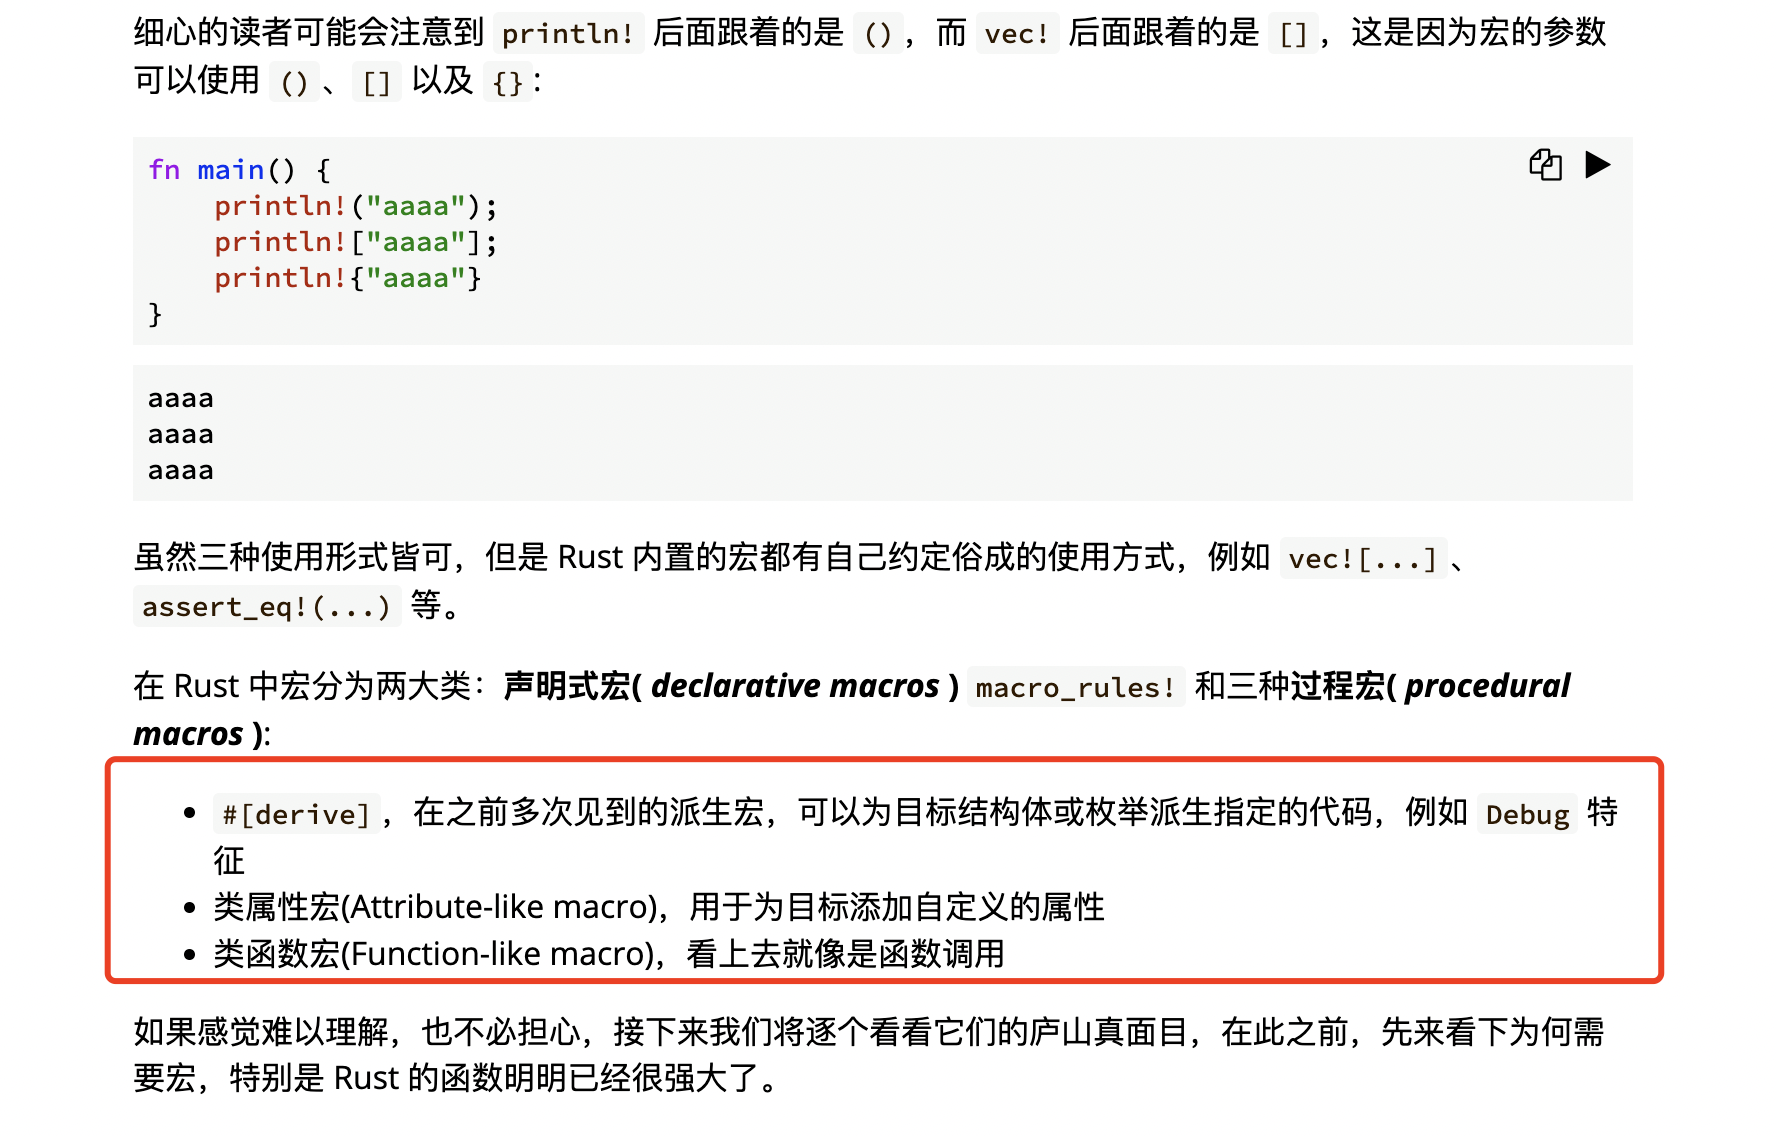 细心的读者可能会注意到 println! 后面跟着的是 ()，而 vec! 后面跟着的是 []，这是因为宏的参数
可以使用 ()、[] 以及 {}：
fn main() {
    println!("aaaa");
    println!["aaaa"];
    println!{"aaaa"}
}
aaaa
aaaa
aaaa
虽然三种使用形式皆可，但是 Rust 内置的宏都有自己约定俗成的使用方式，例如 vec![...]、
assert_eq!(...) 等。
在 Rust 中宏分为两大类：声明式宏( declarative macros ) macro_rules! 和三种过程宏( procedural
macros ):
• #[derive]，在之前多次见到的派生宏，可以为目标结构体或枚举派生指定的代码，例如 Debug 特
征
• 类属性宏(Attribute-like macro)，用于为目标添加自定义的属性
• 类函数宏(Function-like macro)，看上去就像是函数调用
如果感觉难以理解，也不必担心，接下来我们将逐个看看它们的庐山真面目，在此之前，先来看下为何需
要宏，特别是 Rust 的函数明明已经很强大了。